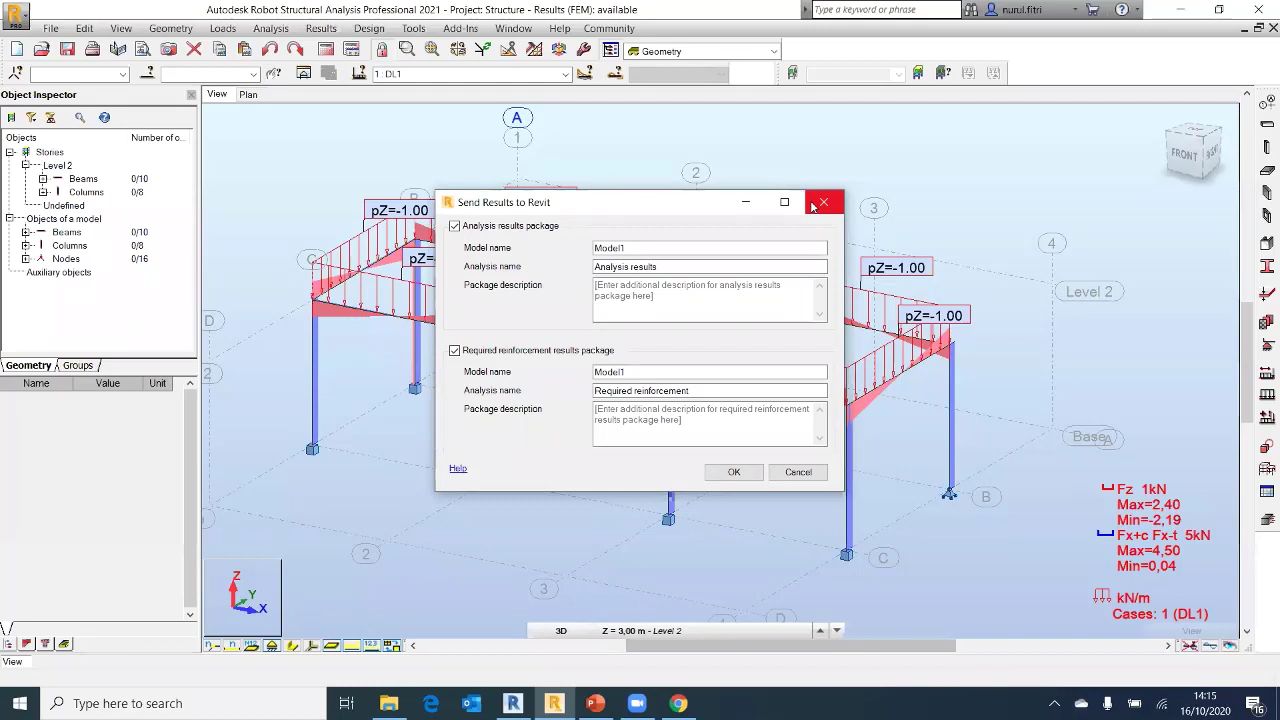 PRO
Autodesk Robot Structural Analysis Professional 2021 - Project: Structure - Results (FEM): available
Type a keyword or phrase
nurul.fitri
File Edit View Geometry Loads Analysis Results Design Tools Add-Ins Window Help Community
Geometry
1 : DL1
Object Inspector
Objects Number of o...
Stories
Level 2
Beams 0/10
Columns 0/8
Undefined
Objects of a model
Beams 0/10
Columns 0/8
Nodes 0/16
Auxiliary objects
Geometry Groups
Name Value Unit
View Plan
A
1
2
3
4
FRONT
pZ=-1.00
pZ=-1.00
pZ=-1.00
C
D
2
Level 2
Base
A
B
C
2
3
D
Send Results to Revit
Analysis results package
Model name Model1
Analysis name Analysis results
Package description [Enter additional description for analysis results
package here]
Required reinforcement results package
Model name Model1
Analysis name Required reinforcement
Package description [Enter additional description for required reinforcement
results package here]
Help OK Cancel
Fz 1kN
Max=2,40
Min=-2,19
Fx+c Fx-t 5kN
Max=4,50
Min=0,04
kN/m
Cases: 1 (DL1)
View
Z
Y
X
3D Z = 3,00 m - Level 2
View
Type here to search
14:15
16/10/2020
16